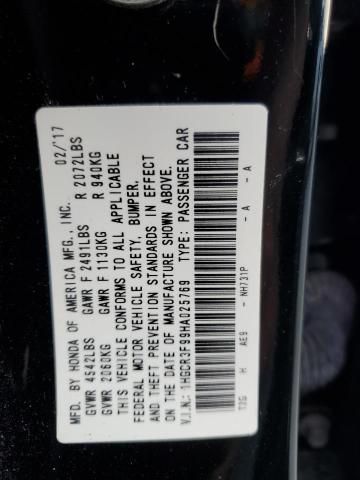 MFD. BY HONDA OF AMERICA MFG., INC. 02/'17
GVWR 4542LBS GAWR F 2491LBS R 2072LBS
GVWR 2060KG GAWR F 1130KG R 940KG
THIS VEHICLE CONFORMS TO ALL APPLICABLE
FEDERAL MOTOR VEHICLE SAFETY, BUMPER,
AND THEFT PREVENTION STANDARDS IN EFFECT
ON THE DATE OF MANUFACTURE SHOWN ABOVE.
V.I.N.: 1HGCR3F99HA025769 TYPE: PASSENGER CAR
T2G H AE9 - NH731P - A - A